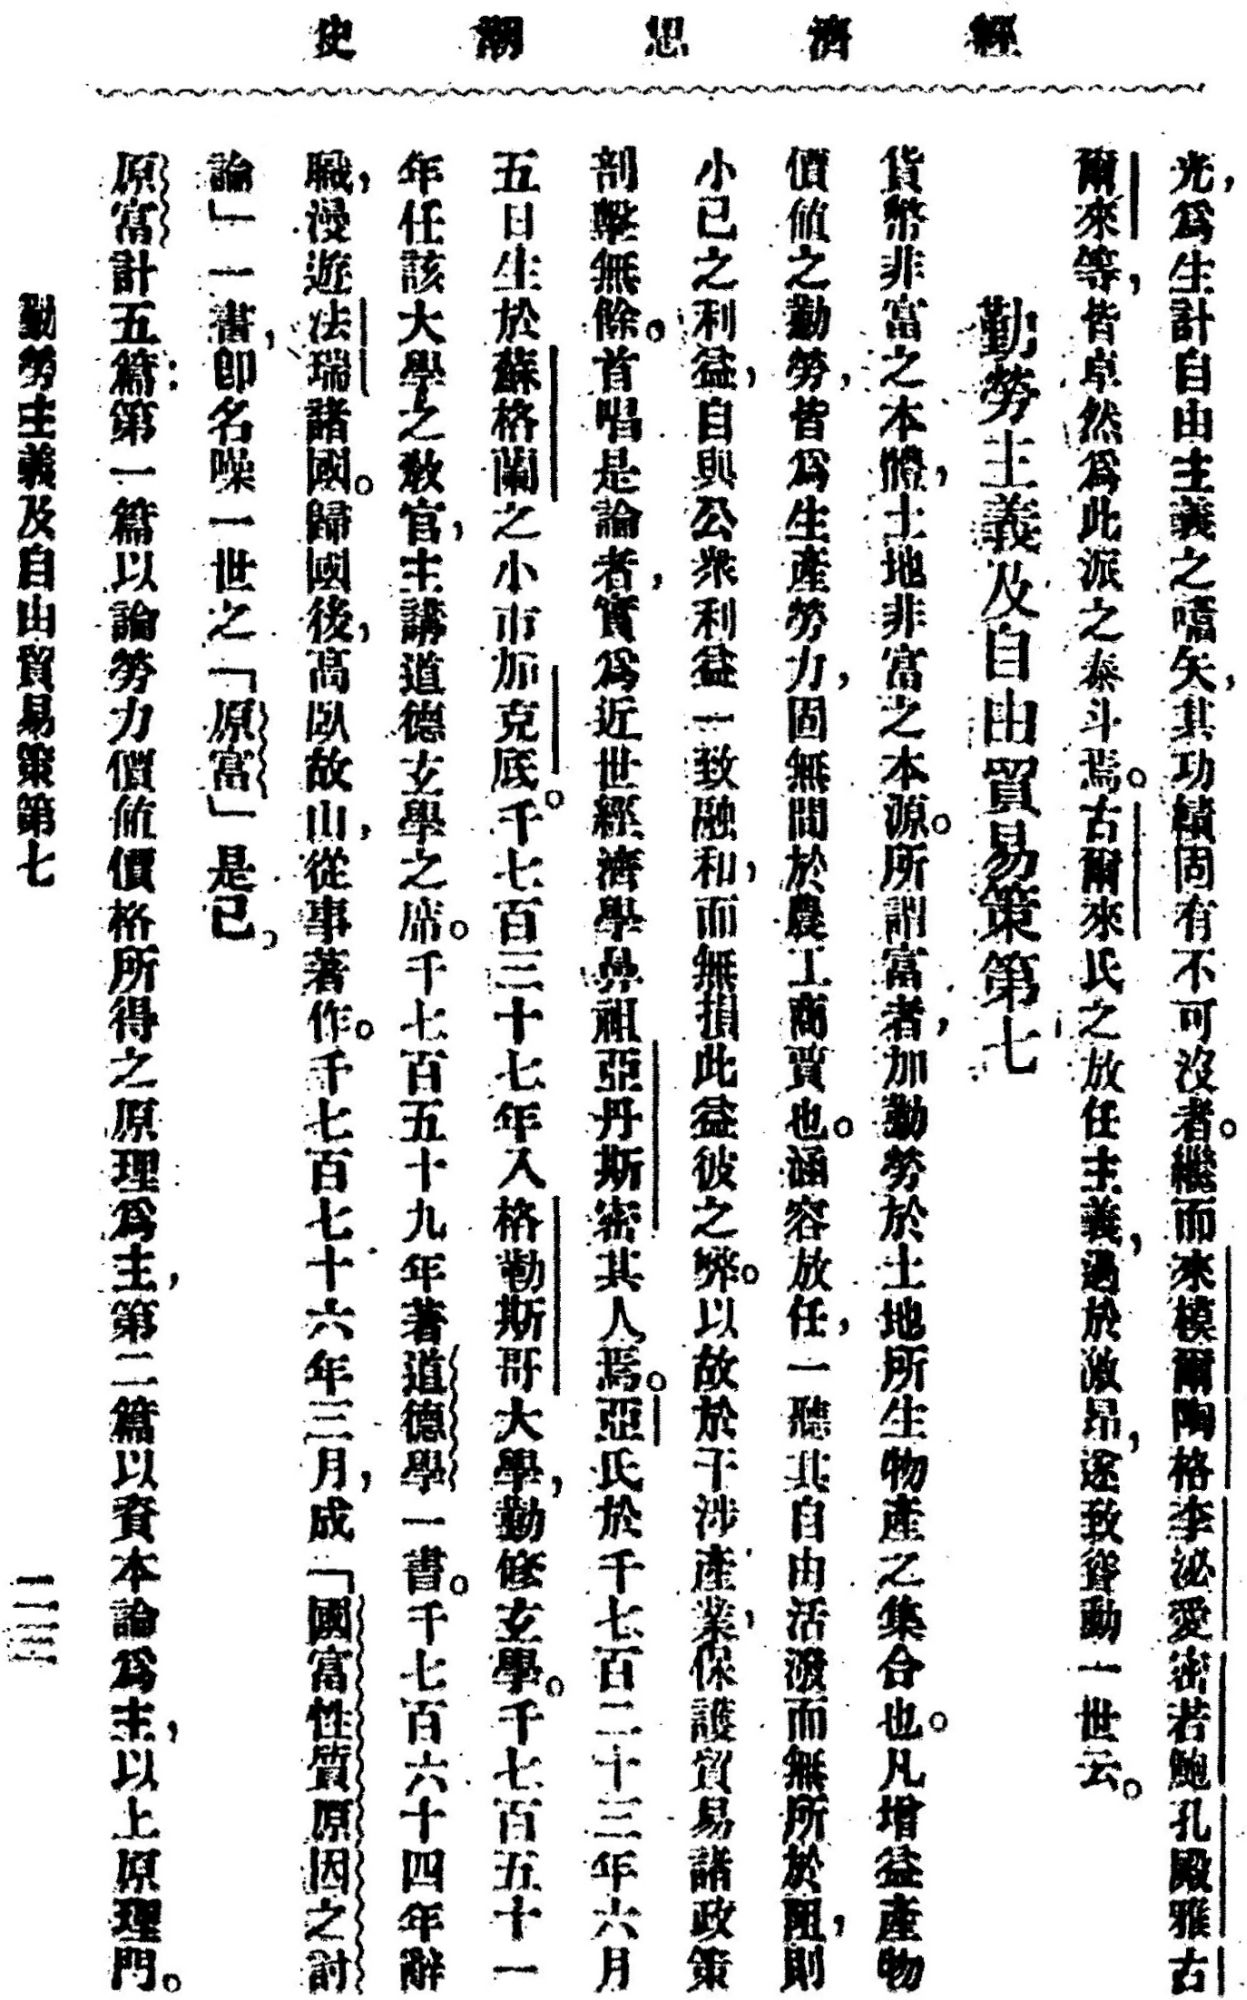 經濟思潮史
光，爲生計自由主義之嚆矢，其功績固有不可沒者。繼而來模爾陶格李泌愛密若鮑孔殿雅古
爾來等，皆卓然爲此派之泰斗焉。古爾來氏之放任主義，過於激昂，遂致聳動一世云。
勤勞主義及自由貿易策第七
貨幣非富之本體，土地非富之本源。所謂富者，加勤勞於土地所生物產之集合也。凡增益產物
價値之勤勞，皆爲生產勞力，固無間於農工商賈也。涵容放任，一聽其自由活潑而無所於阻，則
小己之利益，自與公衆利益一致融和，而無損此益彼之弊。以故於干涉產業，保護貿易諸政策
剖擊無餘。首唱是論者，實爲近世經濟學鼻祖亞丹斯密其人焉。亞氏於千七百二十三年六月
五日生於蘇格蘭之小市加克底。千七百三十七年入格勒斯哥大學，勤修玄學。千七百五十一
年任該大學之敎官，主講道德玄學之席。千七百五十九年著道德學一書。千七百六十四年辭
職，漫遊法瑞諸國。歸國後，高臥故山，從事著作。千七百七十六年三月，成「國富性質原因之討
論」一書，卽名噪一世之「原富」是已。
原富計五篇：第一篇以論勞力價値價格所得之原理爲主，第二篇以資本論爲主，以上原理門。
勤勞主義及自由貿易策第七
二三